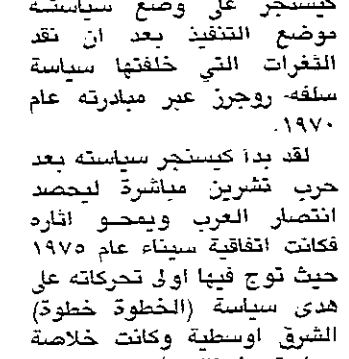 كيسنجر على وضع سياسته
موضع التنفيذ بعد ان نقد
الثغرات التي خلفتها سياسة
سلفه- روجرز عبر مبادرته عام
١٩٧٠.
لقد بدأ كيسنجر سياسته بعد
حرب تشرين مباشرة ليحصد
انتصار العرب ويمحو اثاره
فكانت اتفاقية سيناء عام ١٩٧٥
حيث توج فيها اولى تحركاته على
هدى سياسة (الخطوة خطوة)
الشرق اوسطية وكانت خلاصة